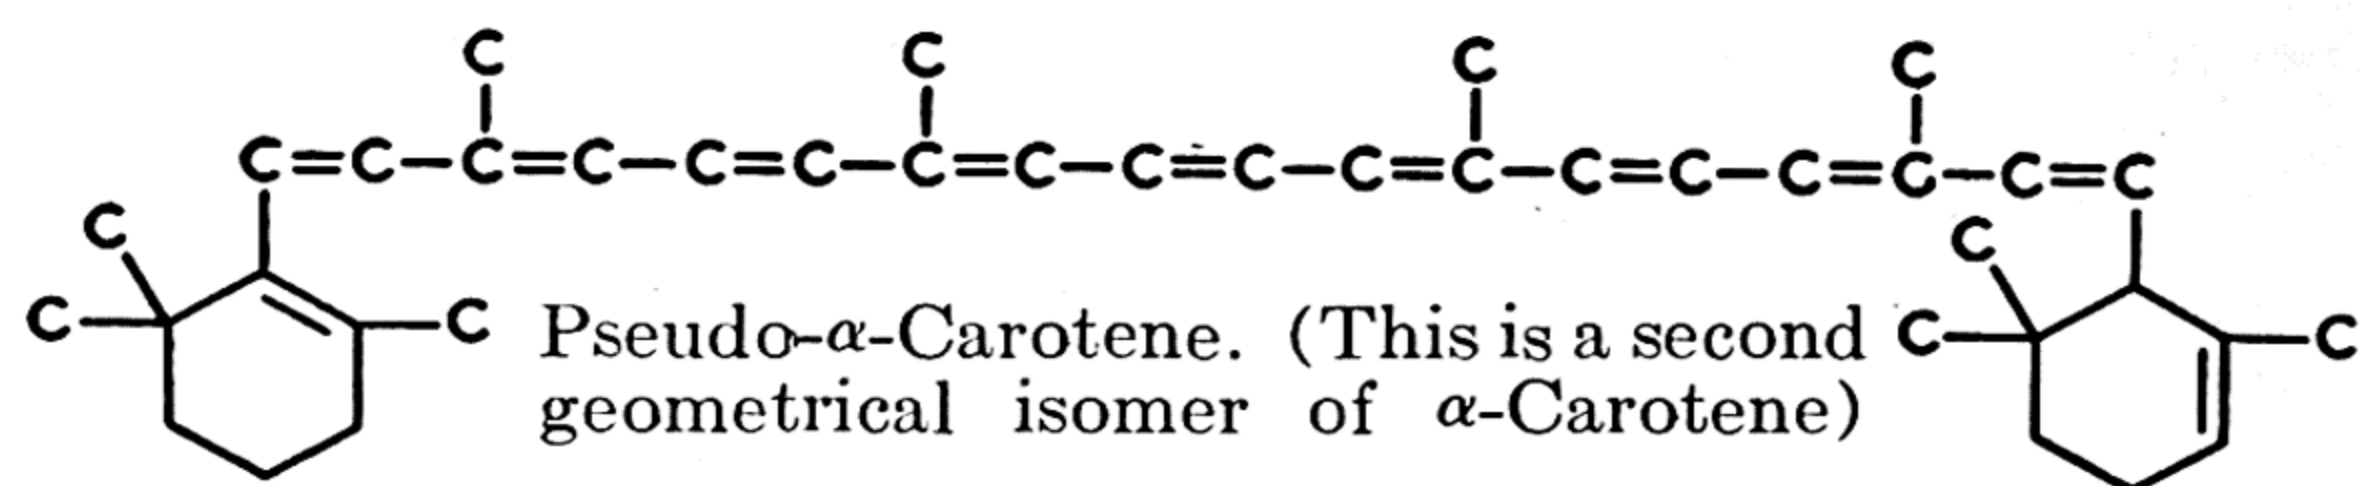 C C C C
C=C—C=C—C=C—C=C—C=C—C=C—C=C—C=C—C=C
C C
C C Pseudo-α-Carotene. (This is a second C C
geometrical isomer of α-Carotene)